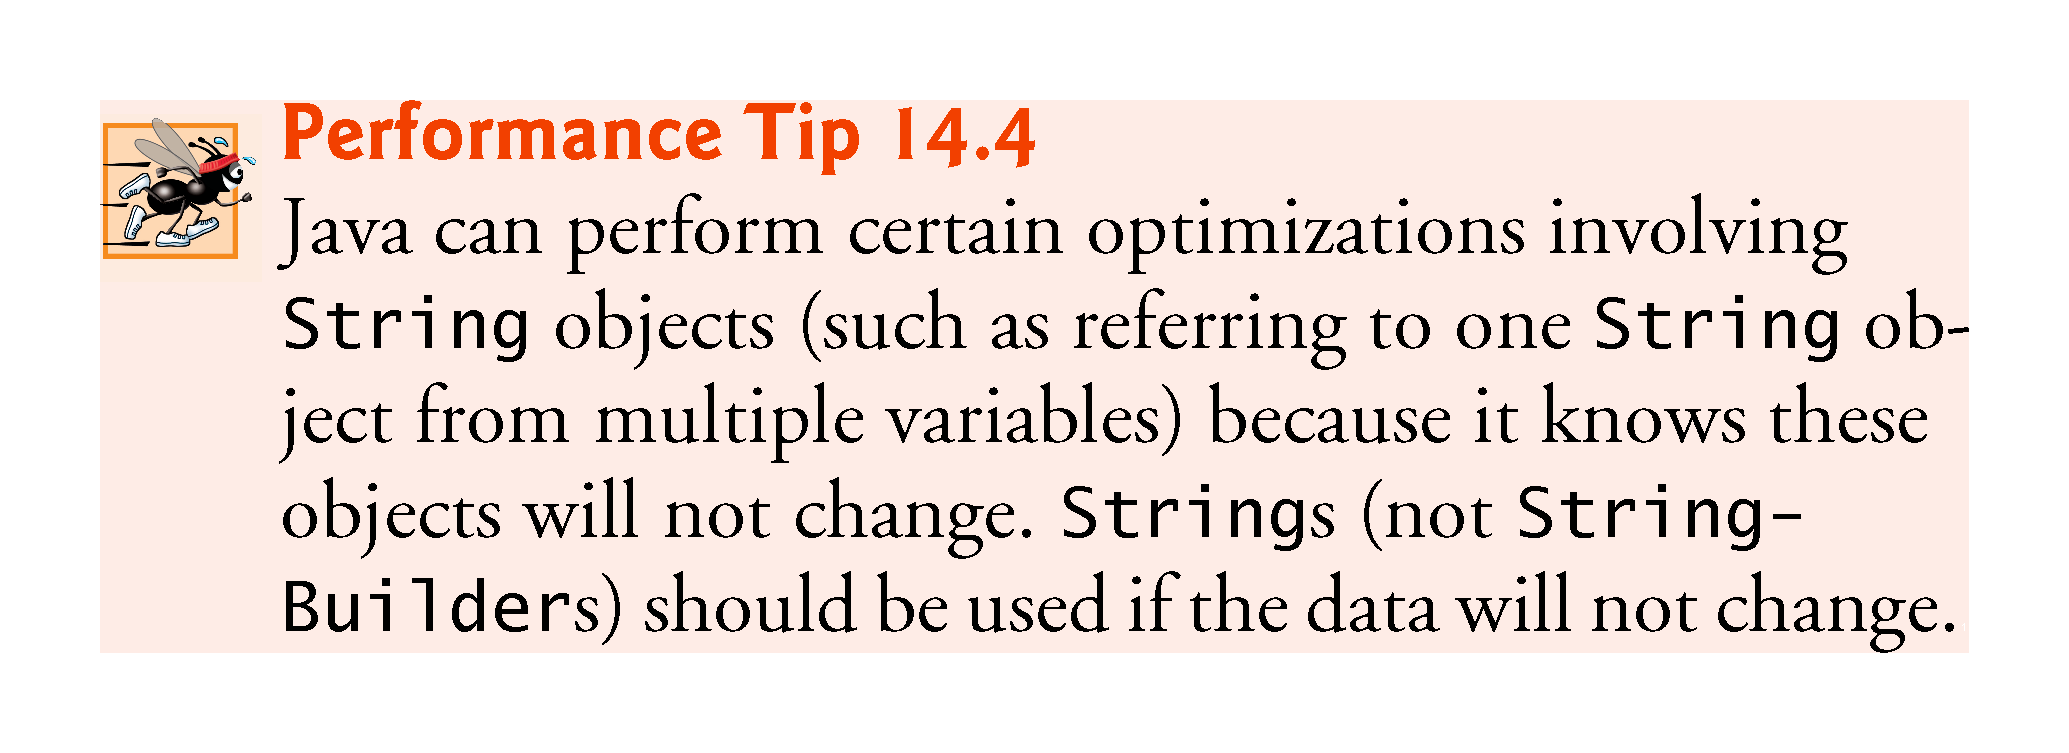 Performance Tip 14.4
Java can perform certain optimizations involving
String objects (such as referring to one String ob-
ject from multiple variables) because it knows these
objects will not change. Strings (not String-
Builders) should be used if the data will not change.